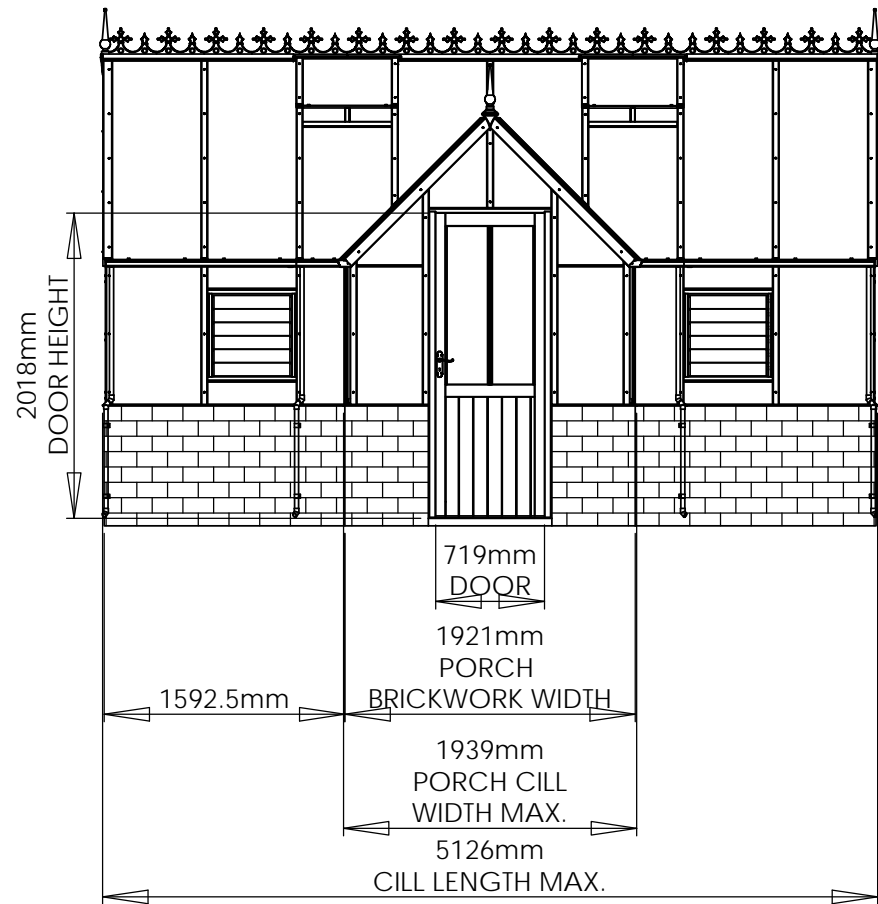 2018mm
DOOR HEIGHT
719mm
DOOR
1921mm
PORCH
BRICKWORK WIDTH
1592.5mm
1939mm
PORCH CILL
WIDTH MAX.
5126mm
CILL LENGTH MAX.